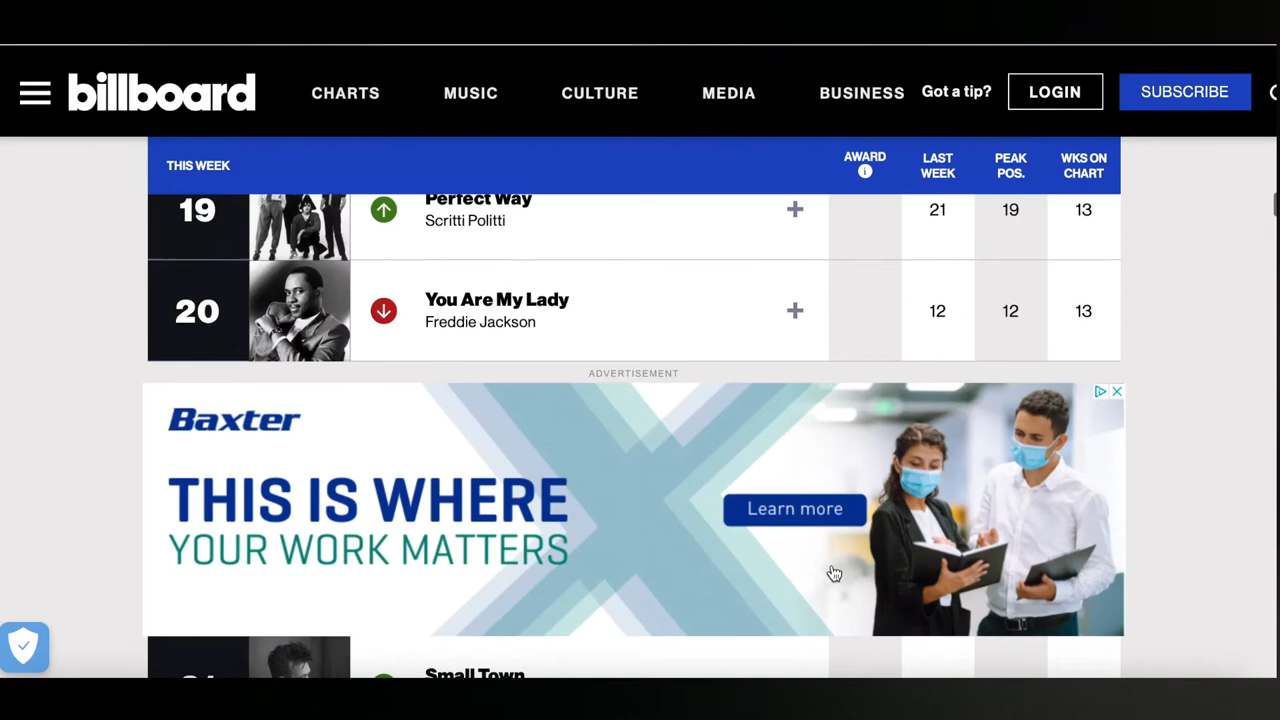 billboard
CHARTS MUSIC CULTURE MEDIA BUSINESS Got a tip? LOGIN SUBSCRIBE
THIS WEEK AWARD i LAST WEEK PEAK POS. WKS ON CHART
19 Perfect Way 21 19 13
Scritti Politti
20 You Are My Lady 12 12 13
Freddie Jackson
ADVERTISEMENT
Baxter
THIS IS WHERE
YOUR WORK MATTERS
Learn more
Small Town